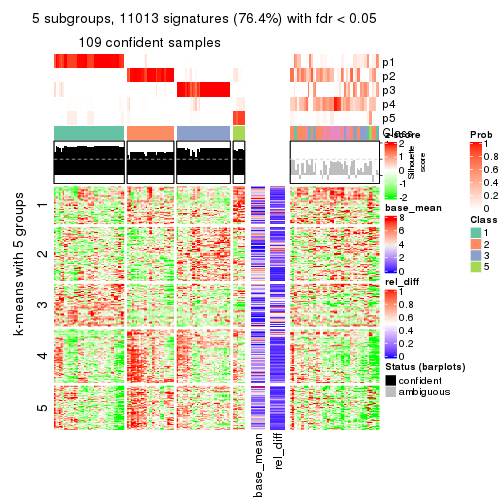 5 subgroups, 11013 signatures (76.4%) with fdr < 0.05
109 confident samples
p1
p2
p3
p4
p5
Class
1
2
3
4
5
k-means with 5 groups
base_mean
rel_diff
z-score
2
1
0
-1
-2
Silhouette
score
base_mean
8
6
4
2
0
rel_diff
1
0.8
0.6
0.4
0.2
0
Status (barplots)
confident
ambiguous
Prob
1
0.8
0.6
0.4
0.2
0
Class
1
2
3
5